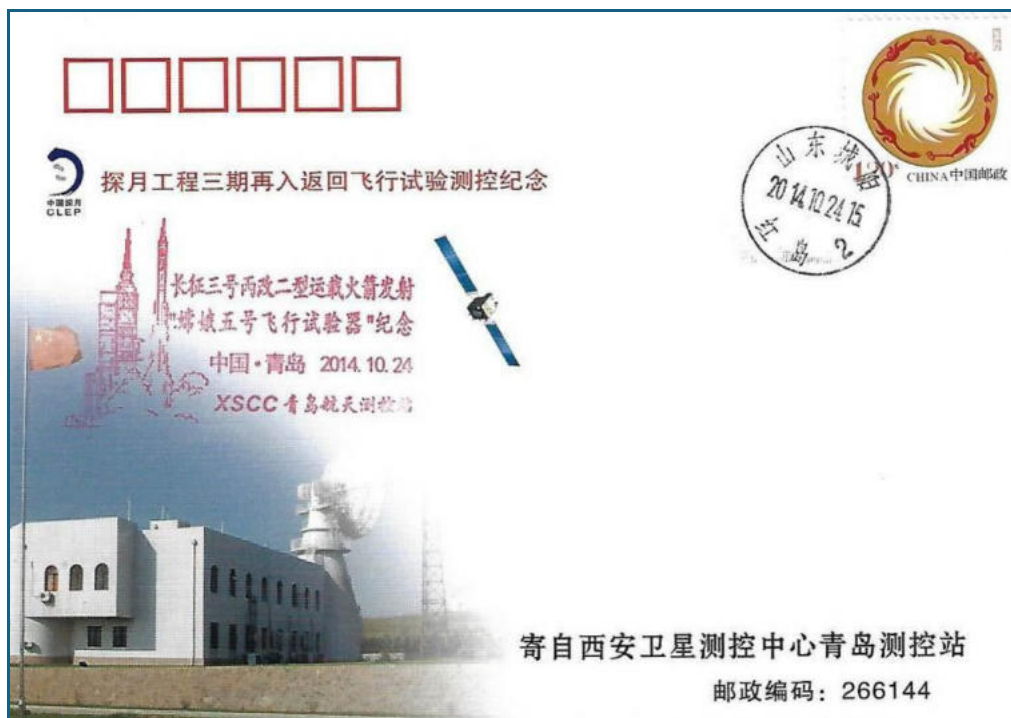 中国探月
CLEP
探月工程三期再入返回飞行试验测控纪念
长征三号丙改二型运载火箭发射
"嫦娥五号飞行试验器"纪念
中国·青岛 2014.10.24
XSCC 青岛航天测控站
1.20
CHINA中国邮政
山东城阳
2014.10.24.15
红岛 2
寄自西安卫星测控中心青岛测控站
邮政编码：266144